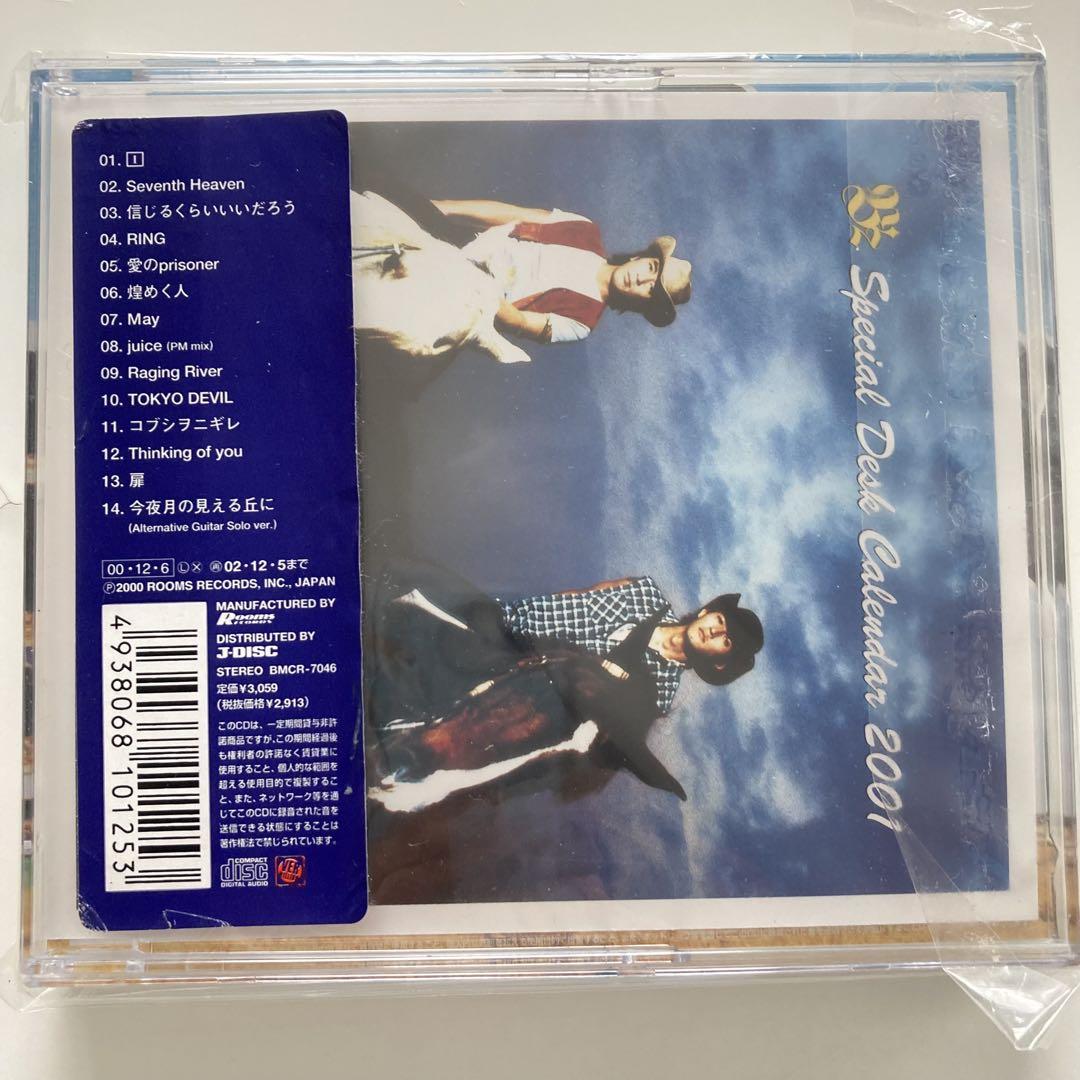 01. I
02. Seventh Heaven
03. 信じるくらいいいだろう
04. RING
05. 愛のprisoner
06. 煌めく人
07. May
08. juice (PM mix)
09. Raging River
10. TOKYO DEVIL
11. コブシヲニギレ
12. Thinking of you
13. 扉
14. 今夜月の見える丘に
(Alternative Guitar Solo ver.)
00・12・6 Ⓛ× 再 02・12・5まで
Ⓟ2000 ROOMS RECORDS, INC., JAPAN
MANUFACTURED BY
Rooms
RECORDS
DISTRIBUTED BY
J-DISC
STEREO BMCR-7046
定価¥3,059
(税抜価格¥2,913)
このCDは、一定期間貸与非許
諾商品ですが、この期間経過後
も権利者の許諾なく賃貸業に
使用すること、個人的な範囲を
超える使用目的で複製するこ
と、また、ネットワーク等を通
じてこのCDに録音された音を
送信できる状態にすることは
著作権法で禁じられています。
COMPACT
disc
DIGITAL AUDIO
4 938068 101253
B'z Special Desk Calendar 2001